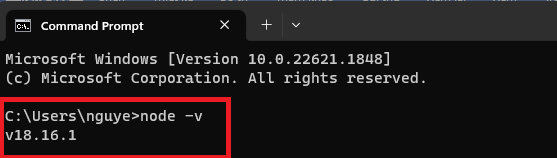 Command Prompt
Microsoft Windows [Version 10.0.22621.1848]
(c) Microsoft Corporation. All rights reserved.
C:\Users\nguye>node -v
v18.16.1